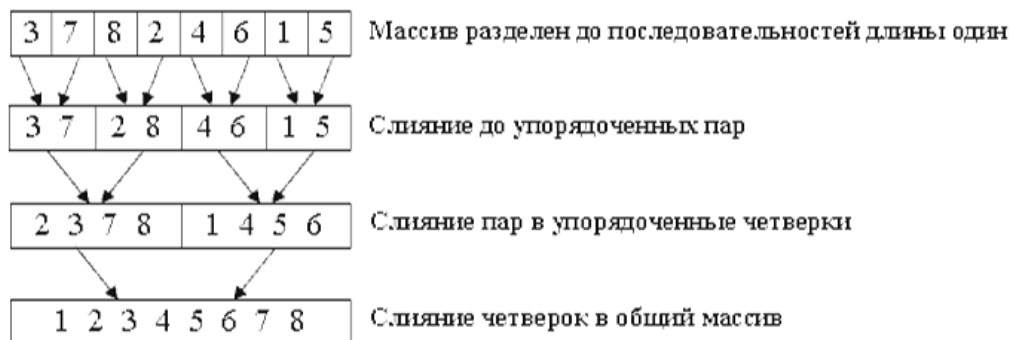 3 7 8 2 4 6 1 5 Массив разделен до последовательностей длины один
3 7 2 8 4 6 1 5 Слияние до упорядоченных пар
2 3 7 8 1 4 5 6 Слияние пар в упорядоченные четверки
1 2 3 4 5 6 7 8 Слияние четверок в общий массив